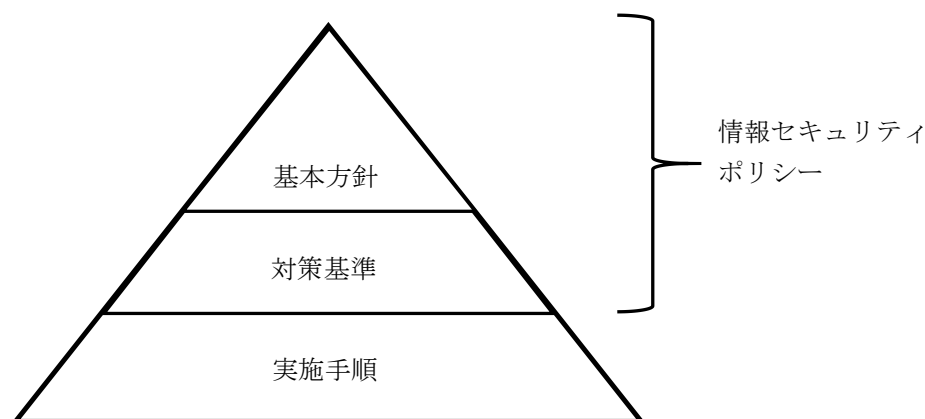 基本方針
対策基準
実施手順
情報セキュリティ
ポリシー